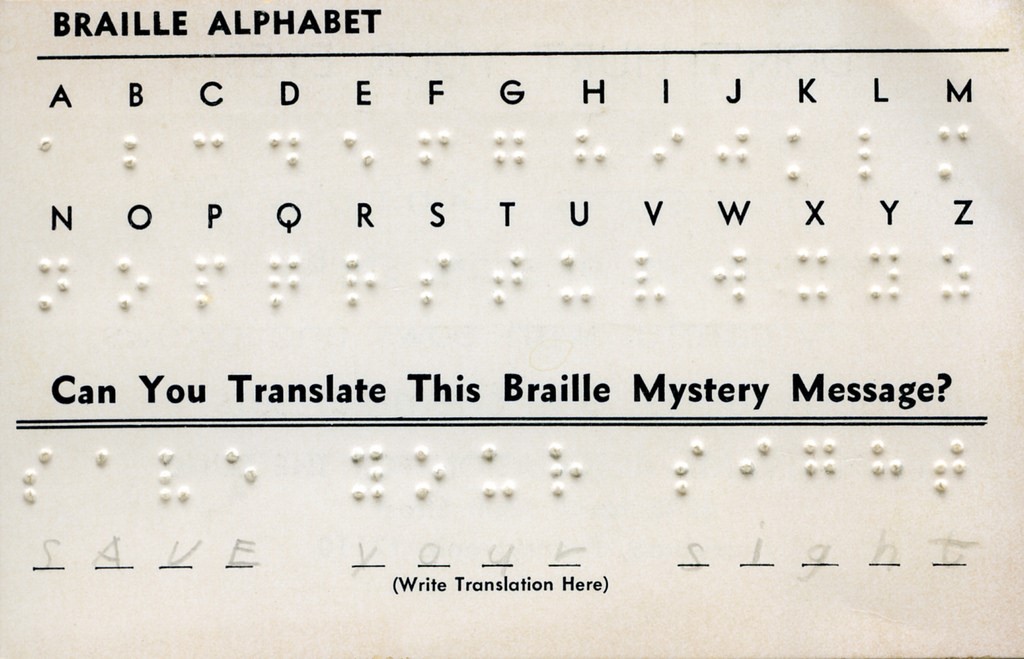 BRAILLE ALPHABET
A B C D E F G H I J K L M
⠁ ⠃ ⠉ ⠙ ⠑ ⠋ ⠛ ⠓ ⠊ ⠚ ⠅ ⠇ ⠍
N O P Q R S T U V W X Y Z
⠝ ⠕ ⠏ ⠟ ⠗ ⠎ ⠞ ⠥ ⠧ ⠺ ⠭ ⠽ ⠵
Can You Translate This Braille Mystery Message?
⠎ ⠁ ⠧ ⠑ ⠽ ⠕ ⠥ ⠗ ⠎ ⠊ ⠛ ⠓ ⠞
S A V E y o u r s i g h t
(Write Translation Here)